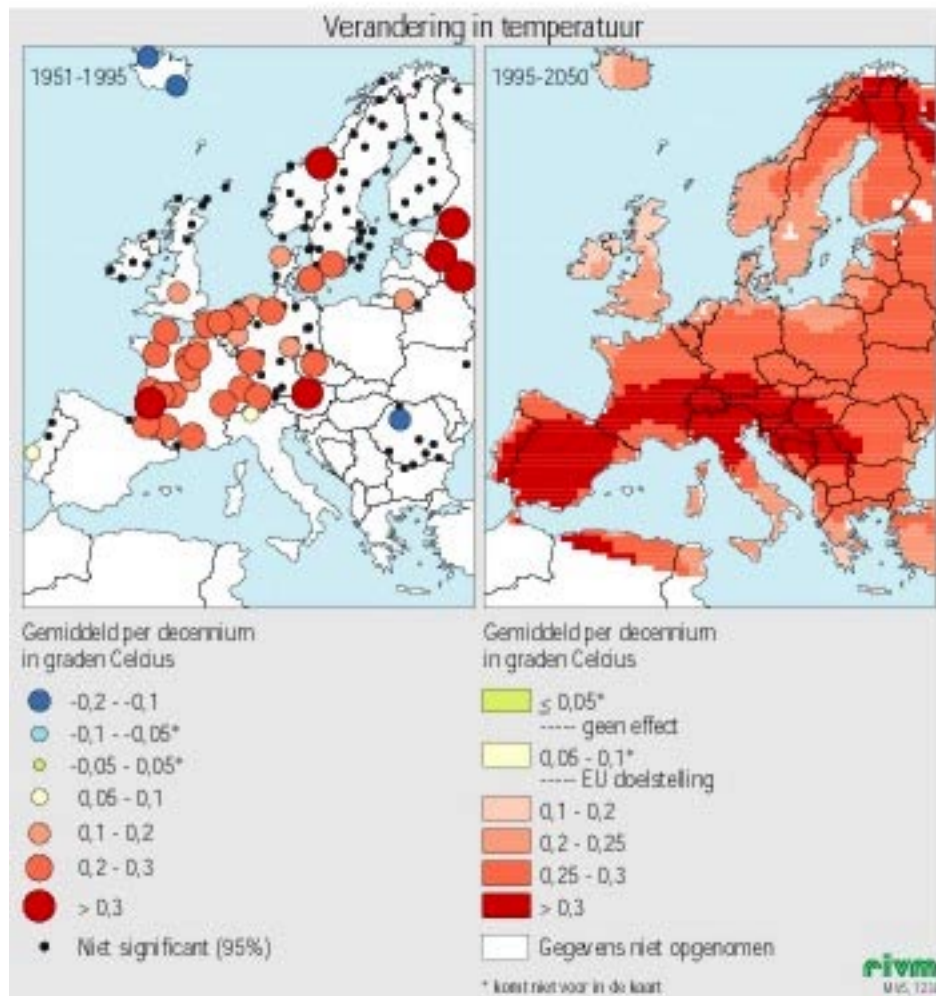 Verandering in temperatuur
1951-1995
1995-2050
Gemiddeld per decennium
in graden Celcius
-0,2 - -0,1
-0,1 - -0,05*
-0,05 - 0,05*
0,05 - 0,1
0,1 - 0,2
0,2 - 0,3
> 0,3
Niet significant (95%)
Gemiddeld per decennium
in graden Celcius
≤ 0,05*
----- geen effect
0,05 - 0,1*
----- EU doelstelling
0,1 - 0,2
0,2 - 0,25
0,25 - 0,3
> 0,3
Gegevens niet opgenomen
* komt niet voor in de kaart
rivm